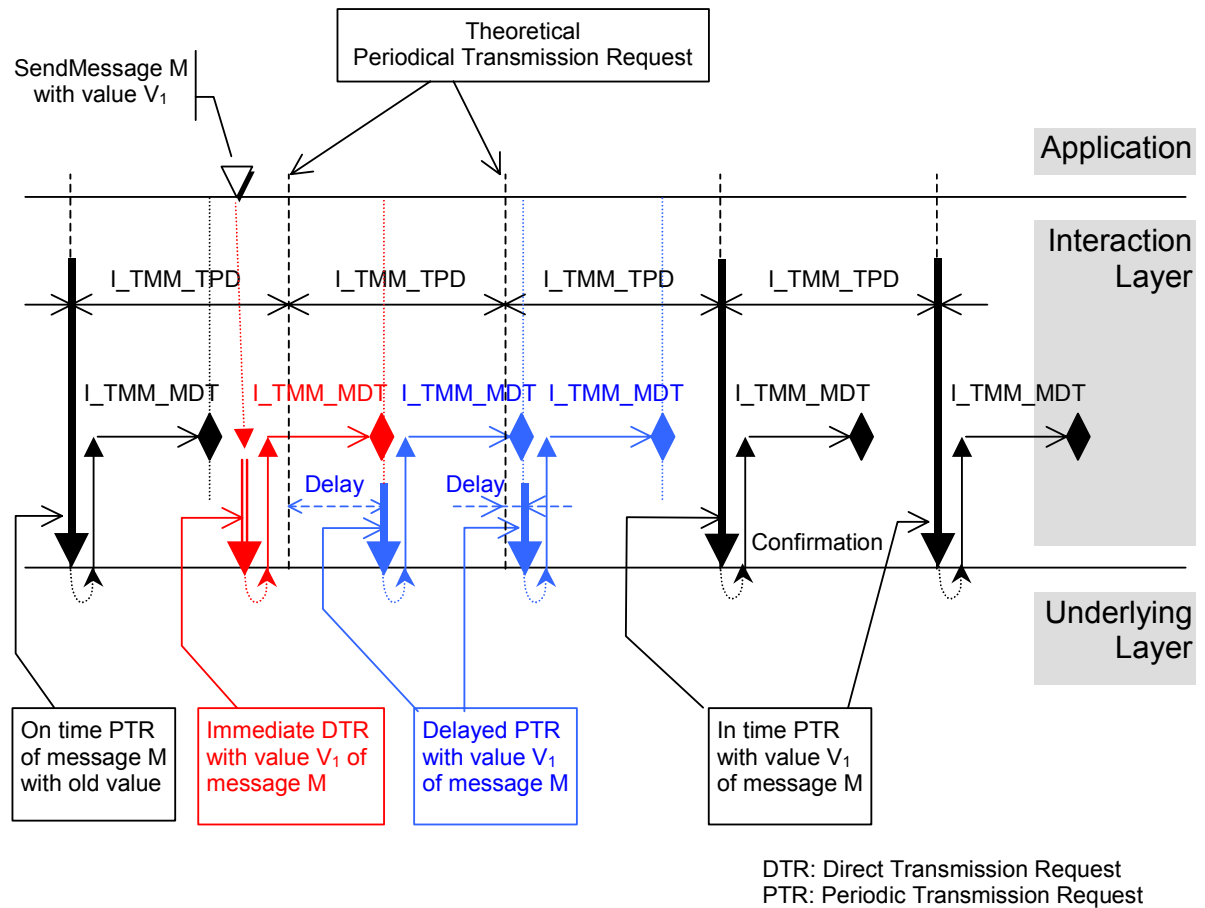 Theoretical
Periodical Transmission Request
SendMessage M
with value V₁
Application
Interaction
Layer
I_TMM_TPD
I_TMM_TPD
I_TMM_TPD
I_TMM_TPD
I_TMM_MDT
I_TMM_MDT
I_TMM_MDT
I_TMM_MDT
I_TMM_MDT
I_TMM_MDT
Delay
Delay
Confirmation
Underlying
Layer
On time PTR
of message M
with old value
Immediate DTR
with value V₁ of
message M
Delayed PTR
with value V₁
of message M
In time PTR
with value V₁
of message M
DTR: Direct Transmission Request
PTR: Periodic Transmission Request